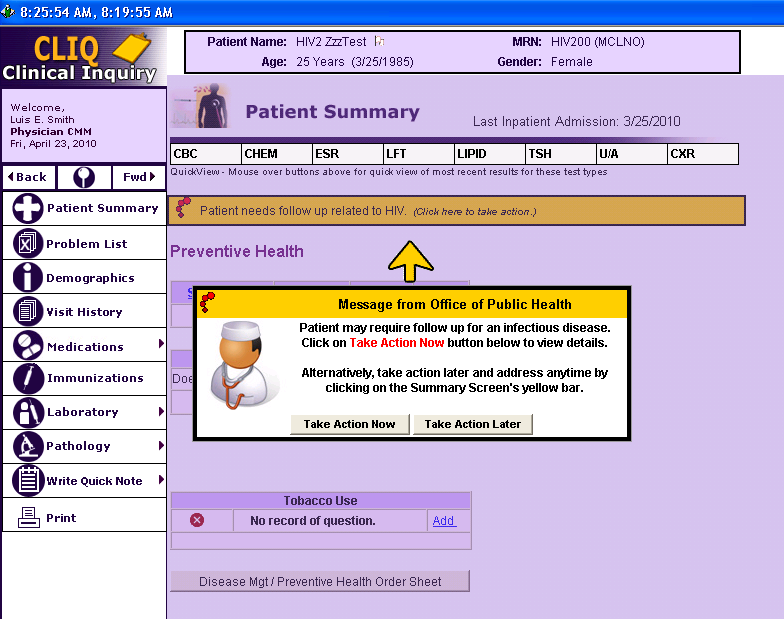 8:25:54 AM, 8:19:55 AM
CLIQ
Clinical Inquiry
Patient Name: HIV2 ZzzTest
MRN: HIV200 (MCLNO)
Age: 25 Years (3/25/1985)
Gender: Female
Welcome,
Luis E. Smith
Physician CMM
Fri, April 23, 2010
Back
Fwd
Patient Summary
Problem List
Demographics
Visit History
Medications
Immunizations
Laboratory
Pathology
Write Quick Note
Print
Patient Summary
Last Inpatient Admission: 3/25/2010
CBC CHEM ESR LFT LIPID TSH U/A CXR
QuickView - Mouse over buttons above for quick view of most recent results for these test types
Patient needs follow up related to HIV. (Click here to take action.)
Preventive Health
S
Doe
Message from Office of Public Health
Patient may require follow up for an infectious disease.
Click on Take Action Now button below to view details.
Alternatively, take action later and address anytime by
clicking on the Summary Screen's yellow bar.
Take Action Now Take Action Later
Tobacco Use
No record of question. Add
Disease Mgt / Preventive Health Order Sheet